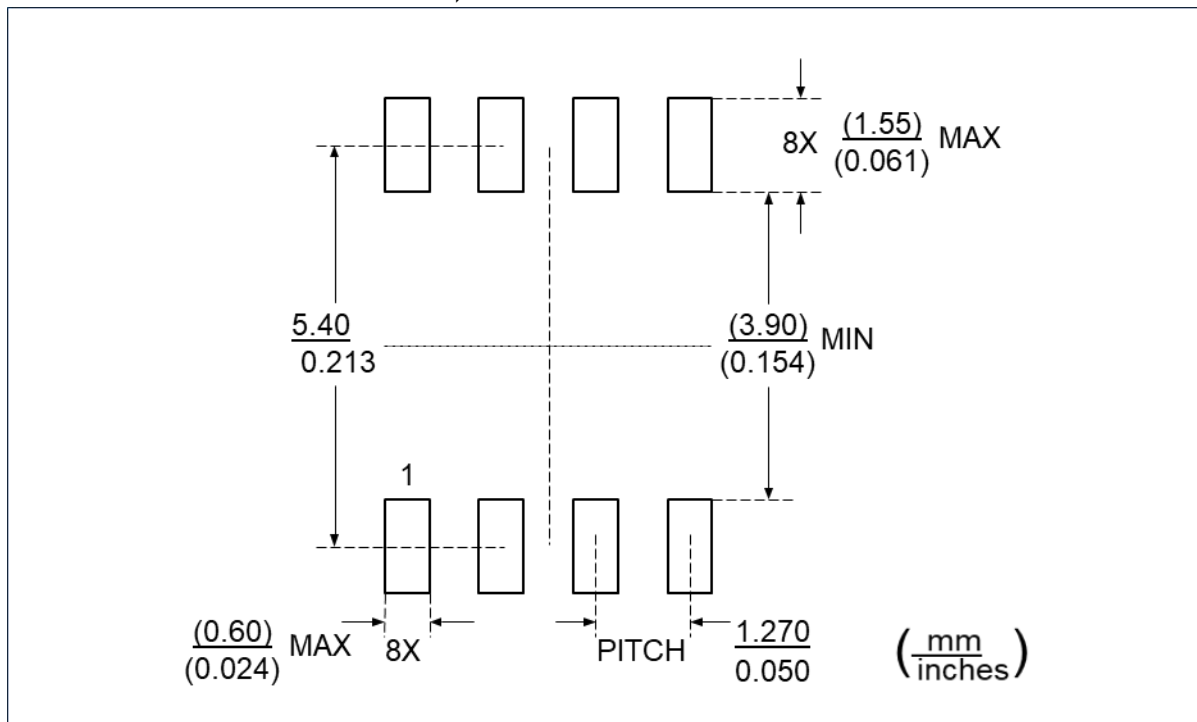 8X (1.55) MAX
(0.061)
5.40
0.213
(3.90) MIN
(0.154)
1
(0.60) MAX 8X
(0.024)
PITCH 1.270
0.050
(mm
inches)